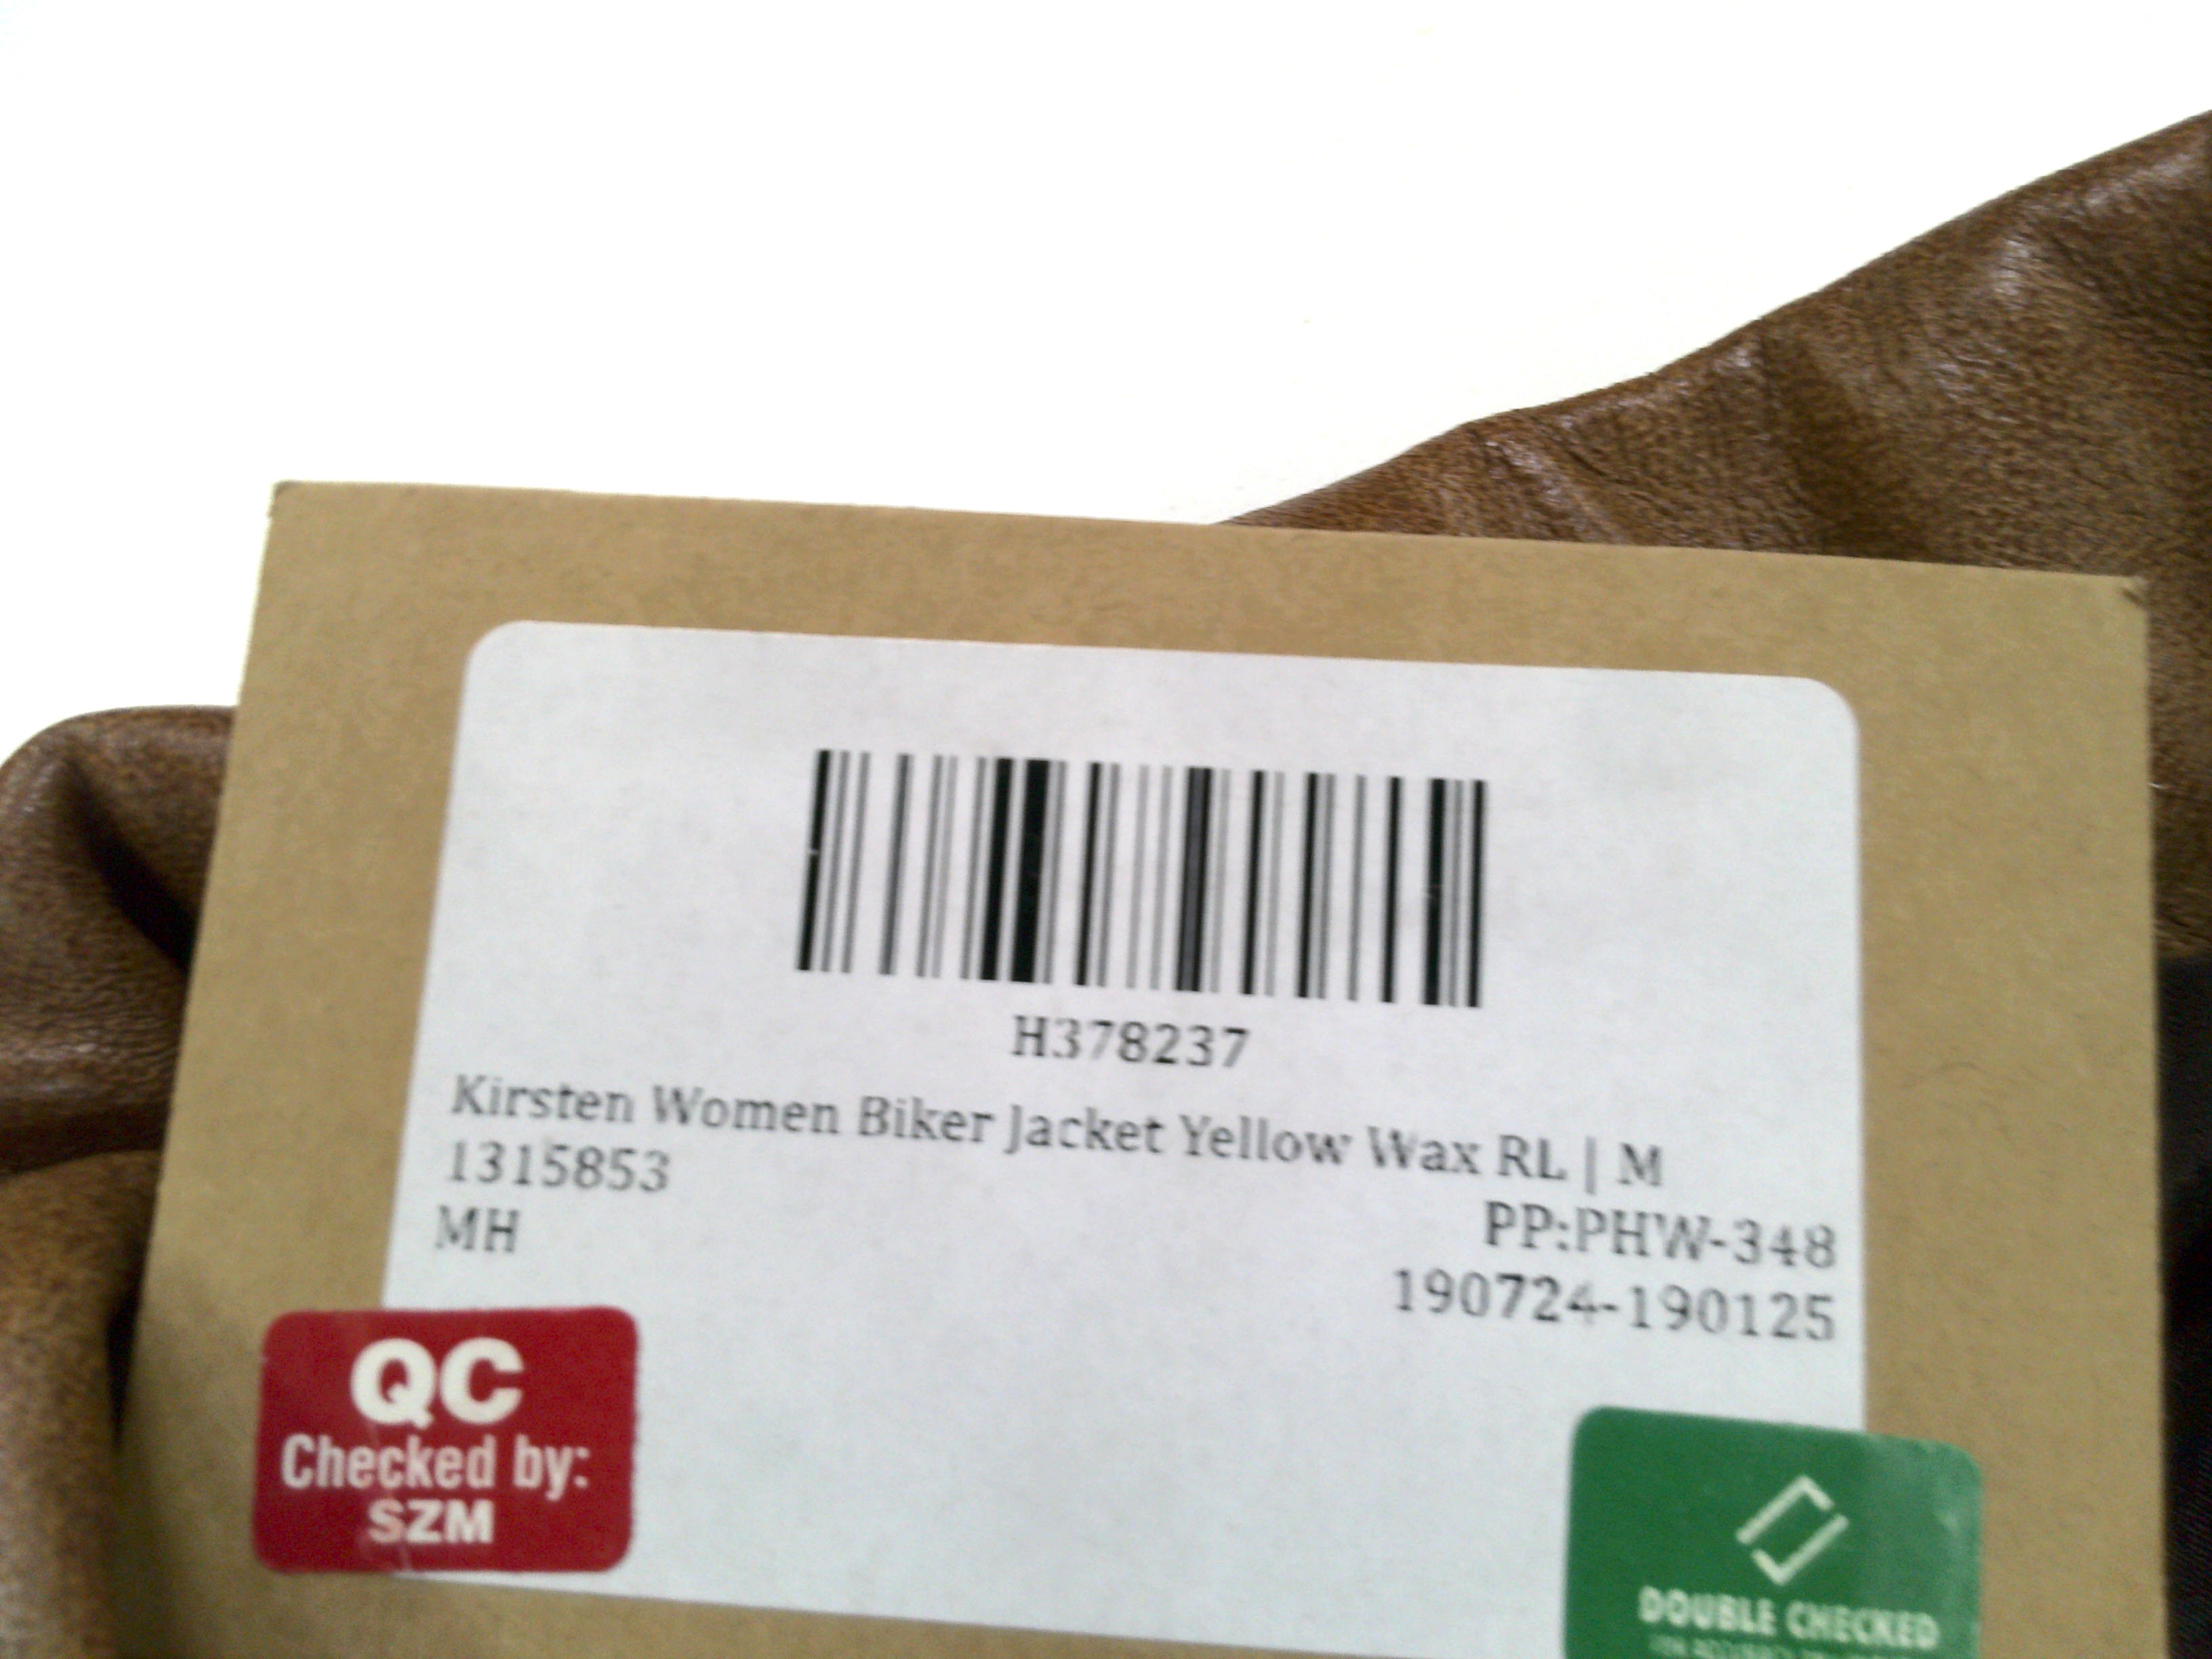 H378237
Kirsten Women Biker Jacket Yellow Wax RL | M
1315853
PP:PHW-348
MH
190724-190125
QC
Checked by:
SZM
DOUBLE CHECKED